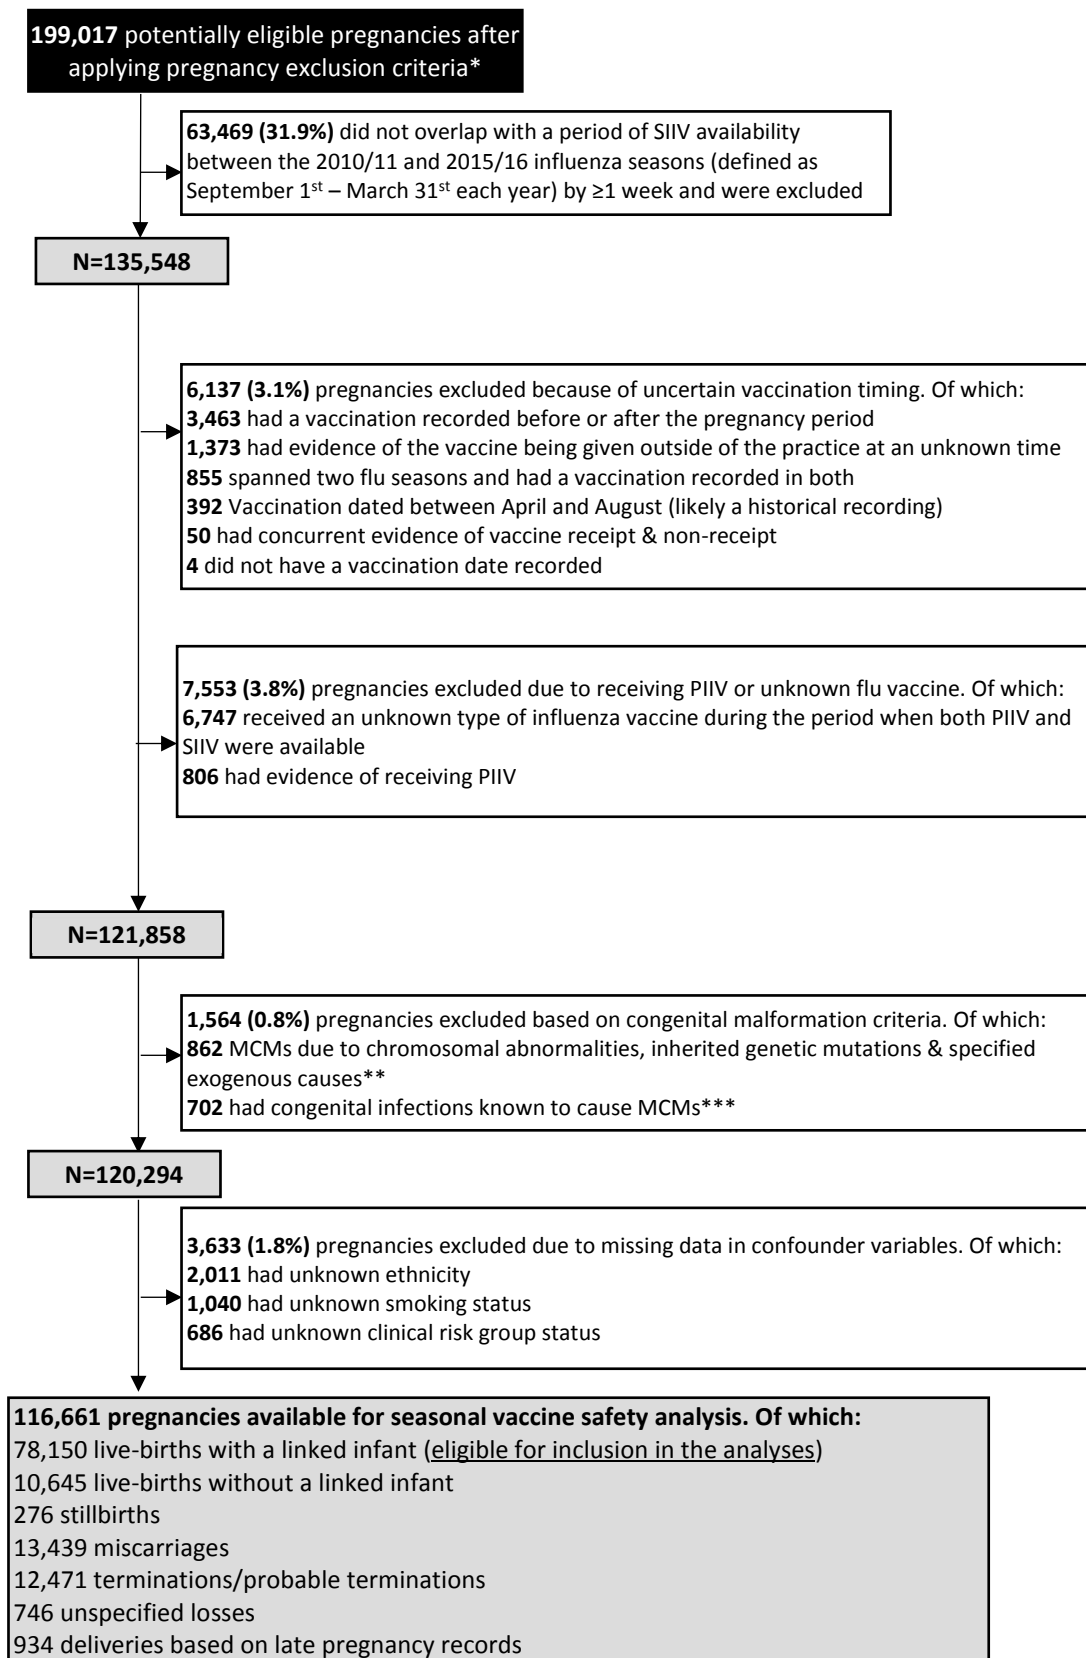 199,017 potentially eligible pregnancies after
applying pregnancy exclusion criteria*
63,469 (31.9%) did not overlap with a period of SIIV availability
between the 2010/11 and 2015/16 influenza seasons (defined as
September 1st – March 31st each year) by ≥1 week and were excluded
N=135,548
6,137 (3.1%) pregnancies excluded because of uncertain vaccination timing. Of which:
3,463 had a vaccination recorded before or after the pregnancy period
1,373 had evidence of the vaccine being given outside of the practice at an unknown time
855 spanned two flu seasons and had a vaccination recorded in both
392 Vaccination dated between April and August (likely a historical recording)
50 had concurrent evidence of vaccine receipt & non-receipt
4 did not have a vaccination date recorded
7,553 (3.8%) pregnancies excluded due to receiving PIIV or unknown flu vaccine. Of which:
6,747 received an unknown type of influenza vaccine during the period when both PIIV and
SIIV were available
806 had evidence of receiving PIIV
N=121,858
1,564 (0.8%) pregnancies excluded based on congenital malformation criteria. Of which:
862 MCMs due to chromosomal abnormalities, inherited genetic mutations & specified
exogenous causes**
702 had congenital infections known to cause MCMs***
N=120,294
3,633 (1.8%) pregnancies excluded due to missing data in confounder variables. Of which:
2,011 had unknown ethnicity
1,040 had unknown smoking status
686 had unknown clinical risk group status
116,661 pregnancies available for seasonal vaccine safety analysis. Of which:
78,150 live-births with a linked infant (eligible for inclusion in the analyses)
10,645 live-births without a linked infant
276 stillbirths
13,439 miscarriages
12,471 terminations/probable terminations
746 unspecified losses
934 deliveries based on late pregnancy records